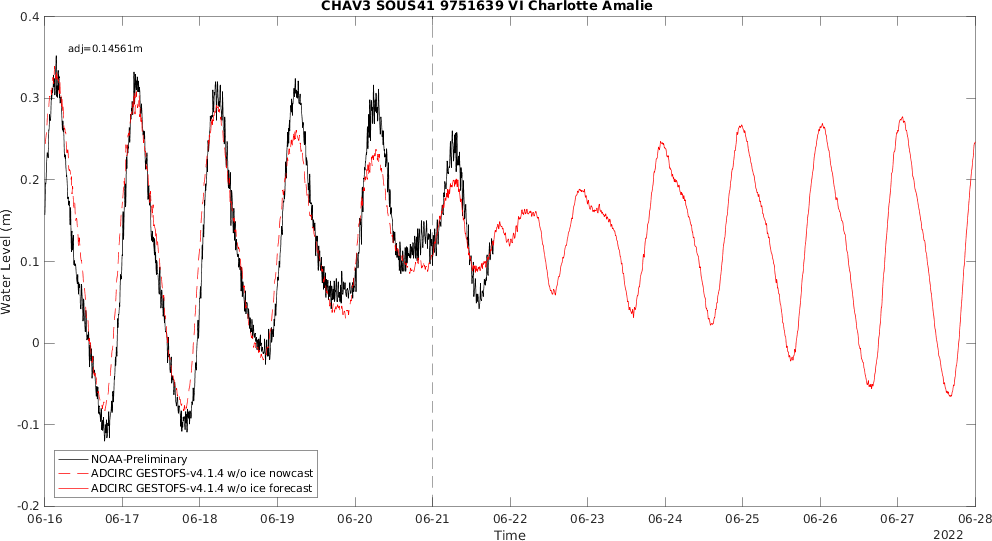 CHAV3 SOUS41 9751639 VI Charlotte Amalie
adj=0.14561m
0.4
0.3
0.2
0.1
0
-0.1
-0.2
Water Level (m)
NOAA-Preliminary
ADCIRC GESTOFS-v4.1.4 w/o ice nowcast
ADCIRC GESTOFS-v4.1.4 w/o ice forecast
06-16 06-17 06-18 06-19 06-20 06-21 06-22 06-23 06-24 06-25 06-26 06-27 06-28
Time
2022